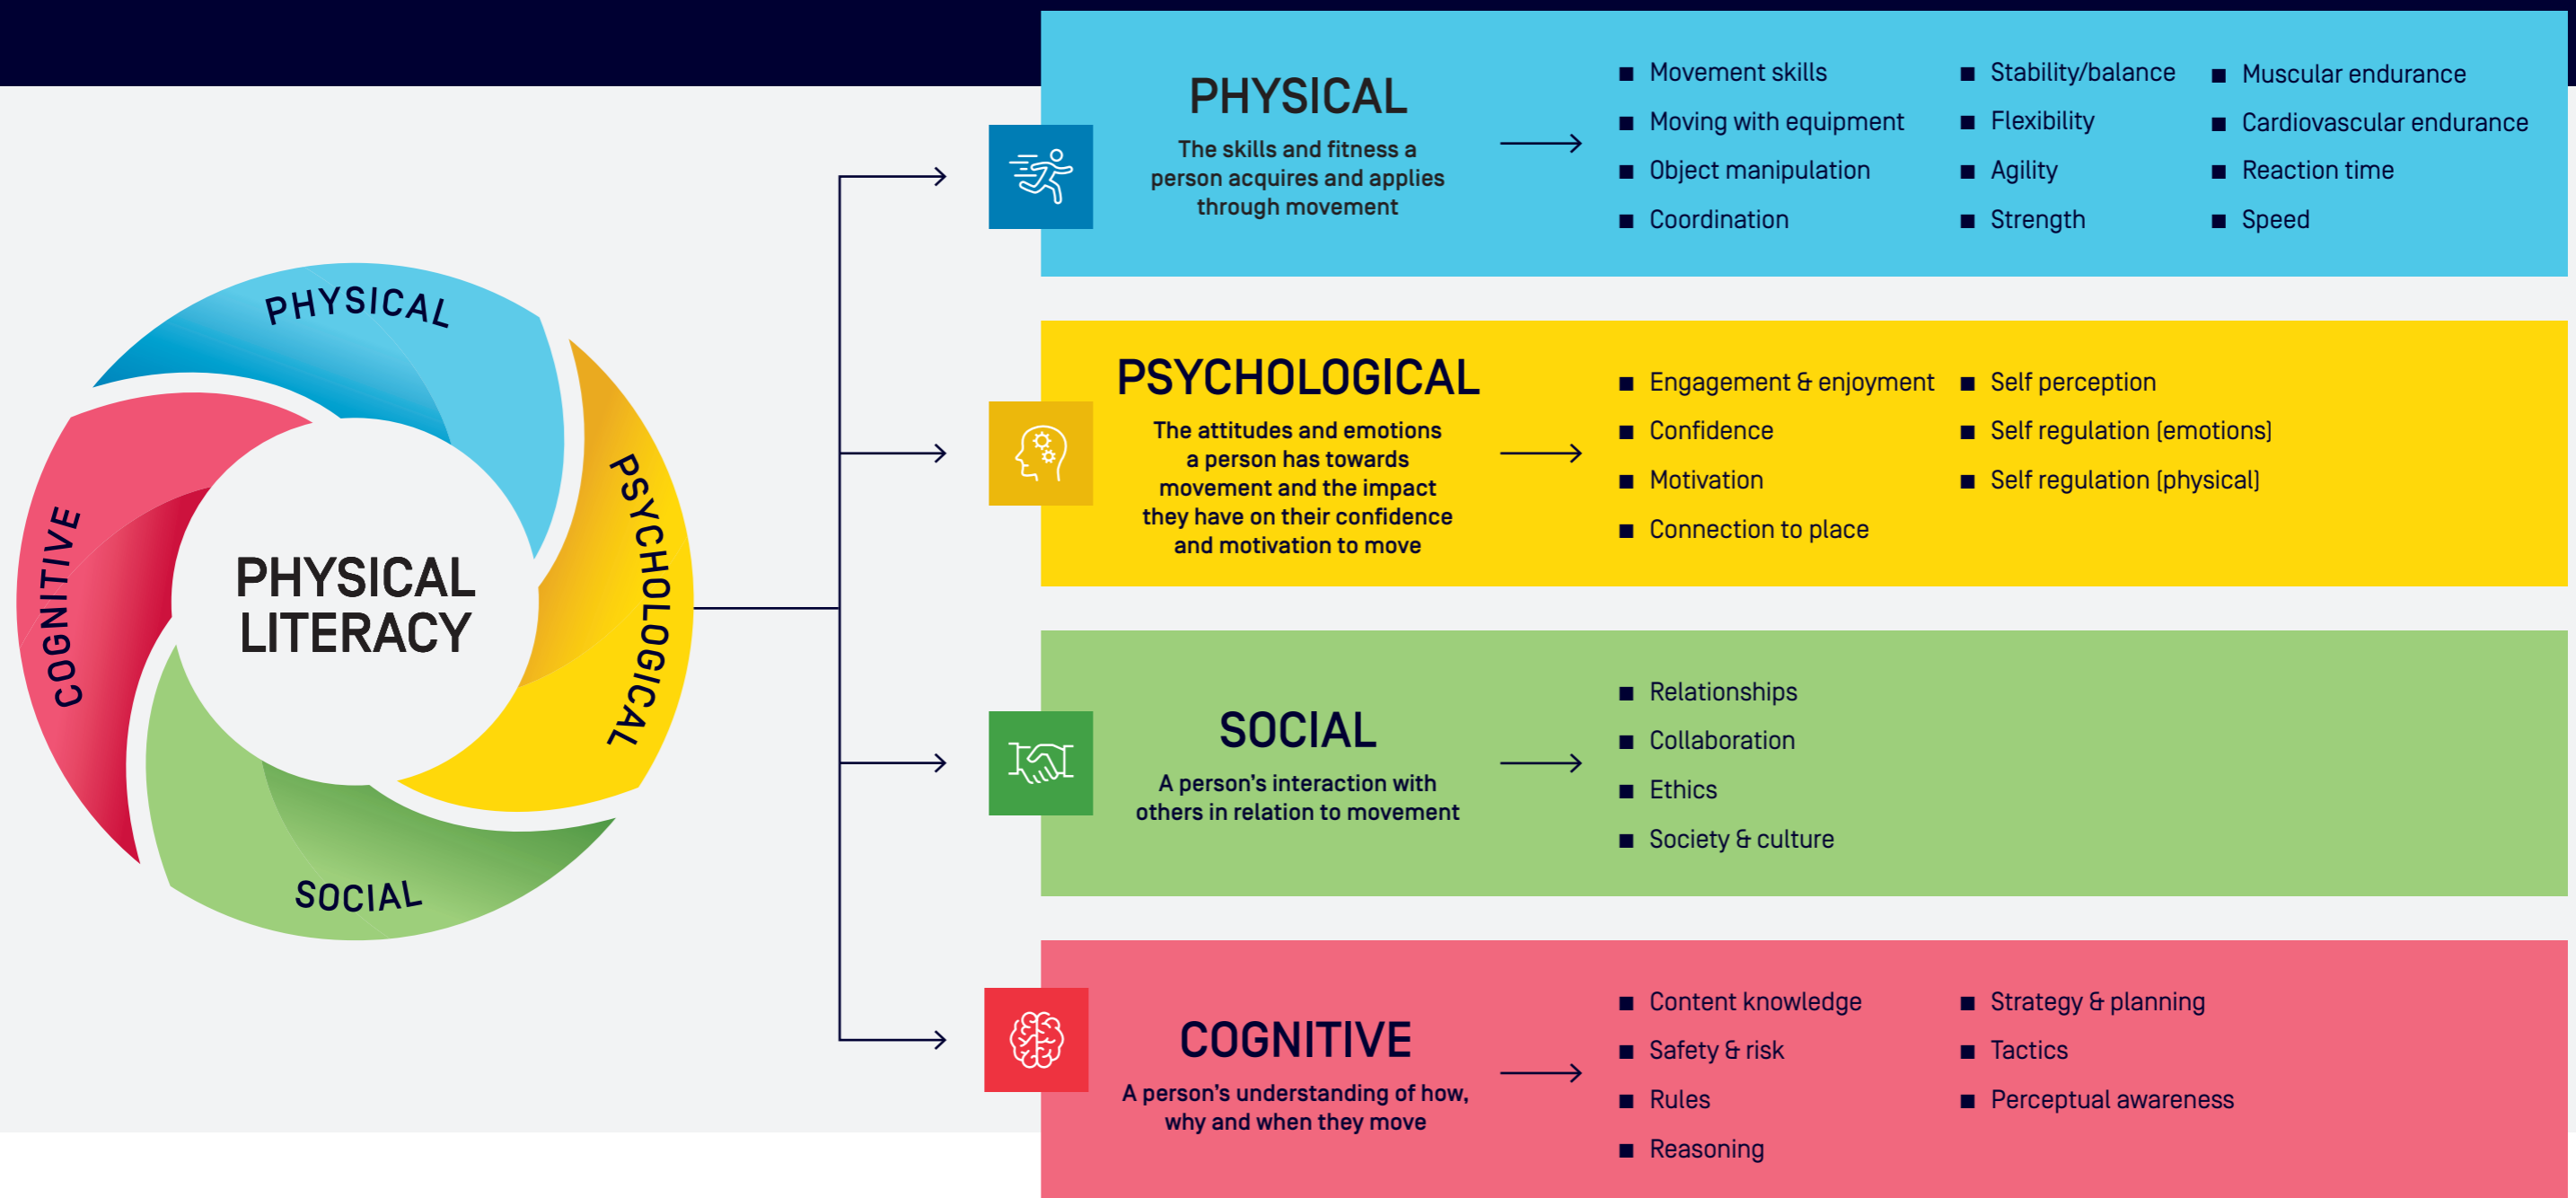 PHYSICAL
PSYCHOLOGICAL
SOCIAL
COGNITIVE
PHYSICAL
LITERACY
PHYSICAL
The skills and fitness a
person acquires and applies
through movement
Movement skills
Moving with equipment
Object manipulation
Coordination
Stability/balance
Flexibility
Agility
Strength
Muscular endurance
Cardiovascular endurance
Reaction time
Speed
PSYCHOLOGICAL
The attitudes and emotions
a person has towards
movement and the impact
they have on their confidence
and motivation to move
Engagement & enjoyment
Confidence
Motivation
Connection to place
Self perception
Self regulation (emotions)
Self regulation (physical)
SOCIAL
A person's interaction with
others in relation to movement
Relationships
Collaboration
Ethics
Society & culture
COGNITIVE
A person's understanding of how,
why and when they move
Content knowledge
Safety & risk
Rules
Reasoning
Strategy & planning
Tactics
Perceptual awareness